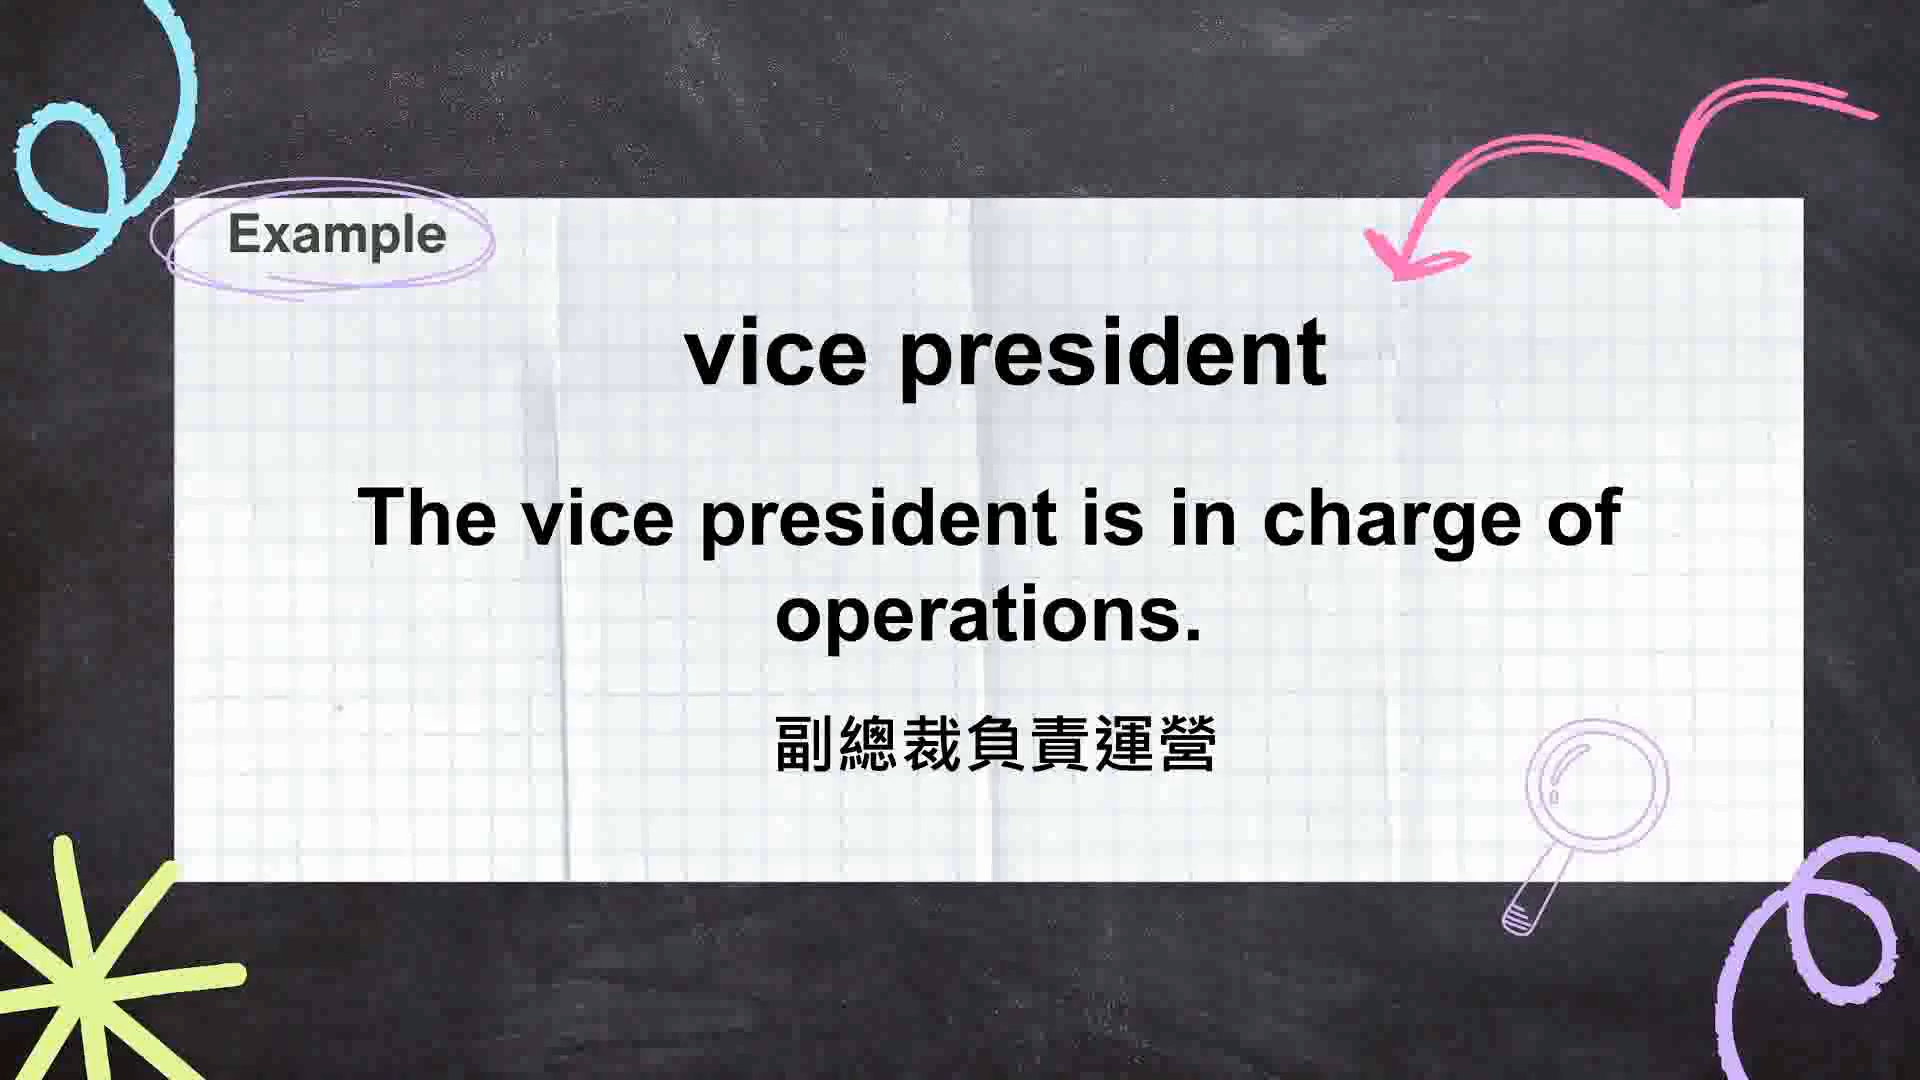 Example
vice president
The vice president is in charge of
operations.
副總裁負責運營